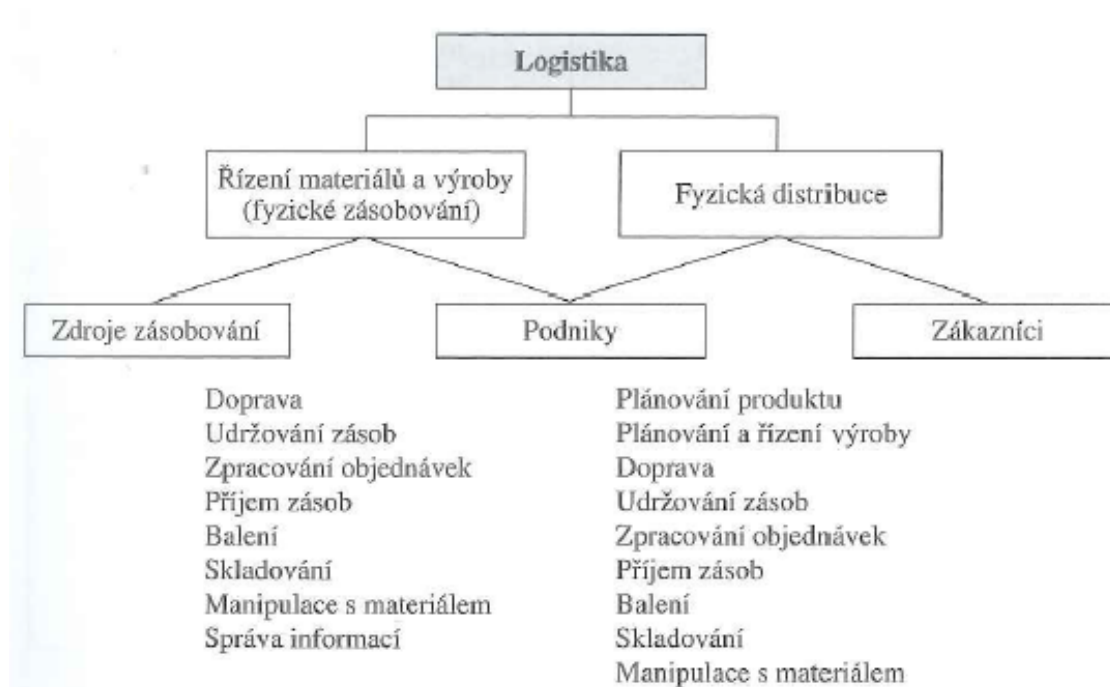 Logistika
Řízení materiálů a výroby
(fyzické zásobování)
Fyzická distribuce
Zdroje zásobování
Podniky
Zákazníci
Doprava
Udržování zásob
Zpracování objednávek
Příjem zásob
Balení
Skladování
Manipulace s materiálem
Správa informací
Plánování produktu
Plánování a řízení výroby
Doprava
Udržování zásob
Zpracování objednávek
Příjem zásob
Balení
Skladování
Manipulace s materiálem